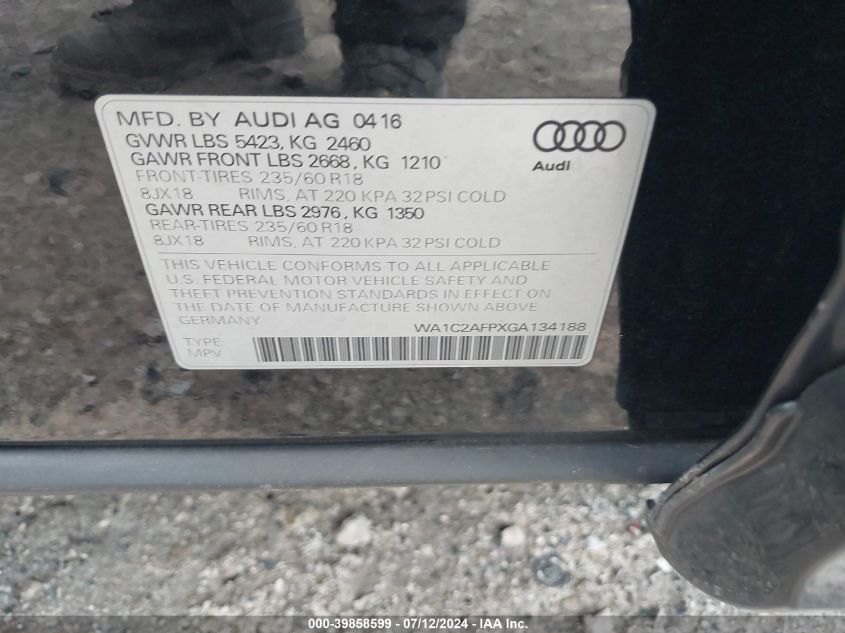 MFD. BY AUDI AG 0416
GVWR LBS 5423, KG 2460
GAWR FRONT LBS 2668, KG 1210
FRONT-TIRES 235/60 R18
8JX18 RIMS, AT 220 KPA 32 PSI COLD
GAWR REAR LBS 2976, KG 1350
REAR-TIRES 235/60 R18
8JX18 RIMS, AT 220 KPA 32 PSI COLD
Audi
THIS VEHICLE CONFORMS TO ALL APPLICABLE
U.S. FEDERAL MOTOR VEHICLE SAFETY AND
THEFT PREVENTION STANDARDS IN EFFECT ON
THE DATE OF MANUFACTURE SHOWN ABOVE
GERMANY
WA1C2AFPXGA134188
TYPE:
MPV
000-39858599 - 07/12/2024 - IAA Inc.